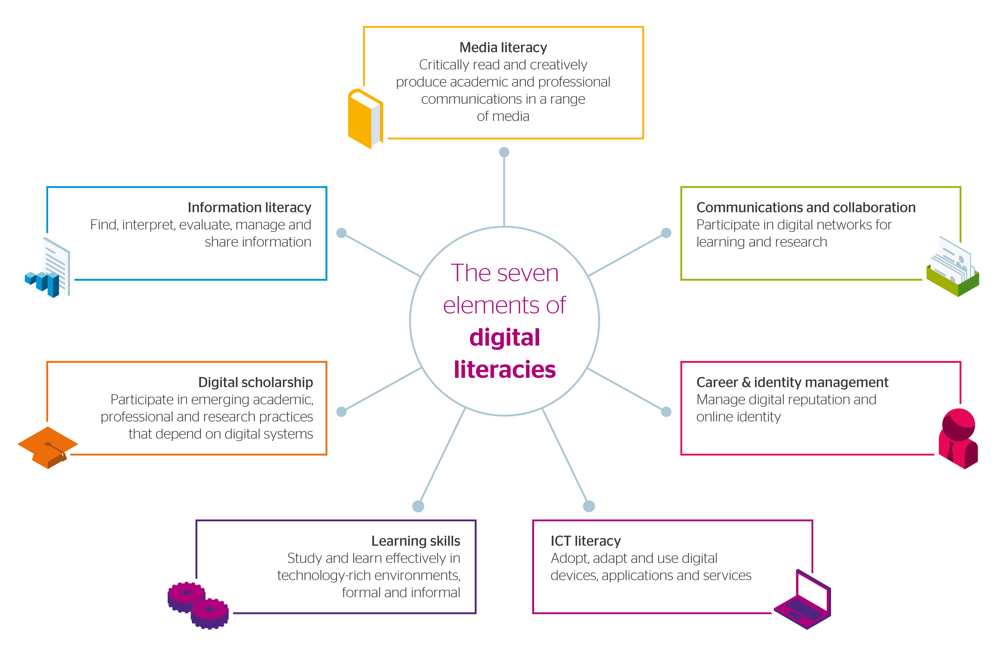 Media literacy
Critically read and creatively
produce academic and professional
communications in a range
of media
Information literacy
Find, interpret, evaluate, manage and
share information
Communications and collaboration
Participate in digital networks for
learning and research
The seven
elements of
digital
literacies
Digital scholarship
Participate in emerging academic,
professional and research practices
that depend on digital systems
Career & identity management
Manage digital reputation and
online identity
Learning skills
Study and learn effectively in
technology-rich environments,
formal and informal
ICT literacy
Adopt, adapt and use digital
devices, applications and services